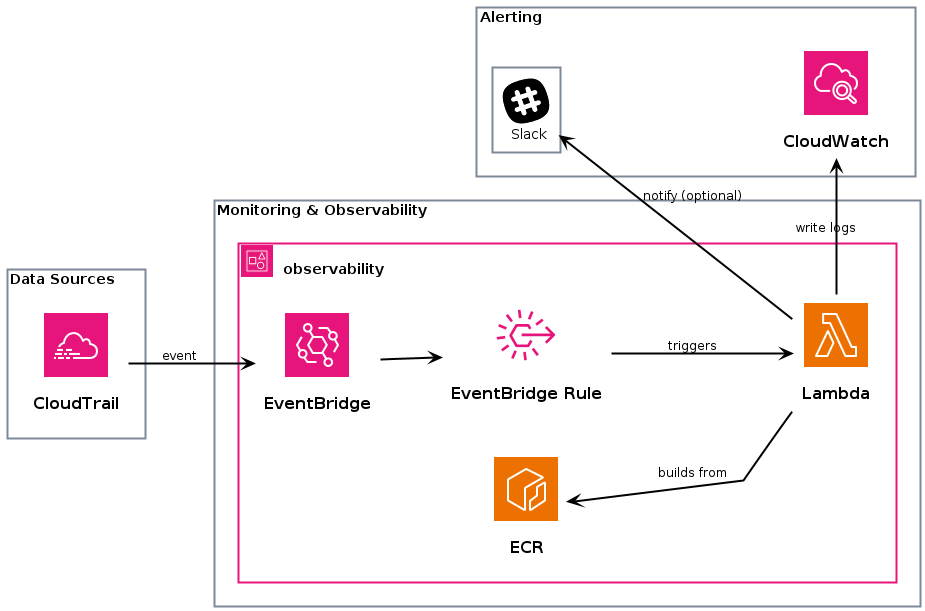 Alerting
Slack
CloudWatch
notify (optional)
write logs
Monitoring & Observability
observability
Data Sources
CloudTrail
event
EventBridge
EventBridge Rule
triggers
Lambda
builds from
ECR